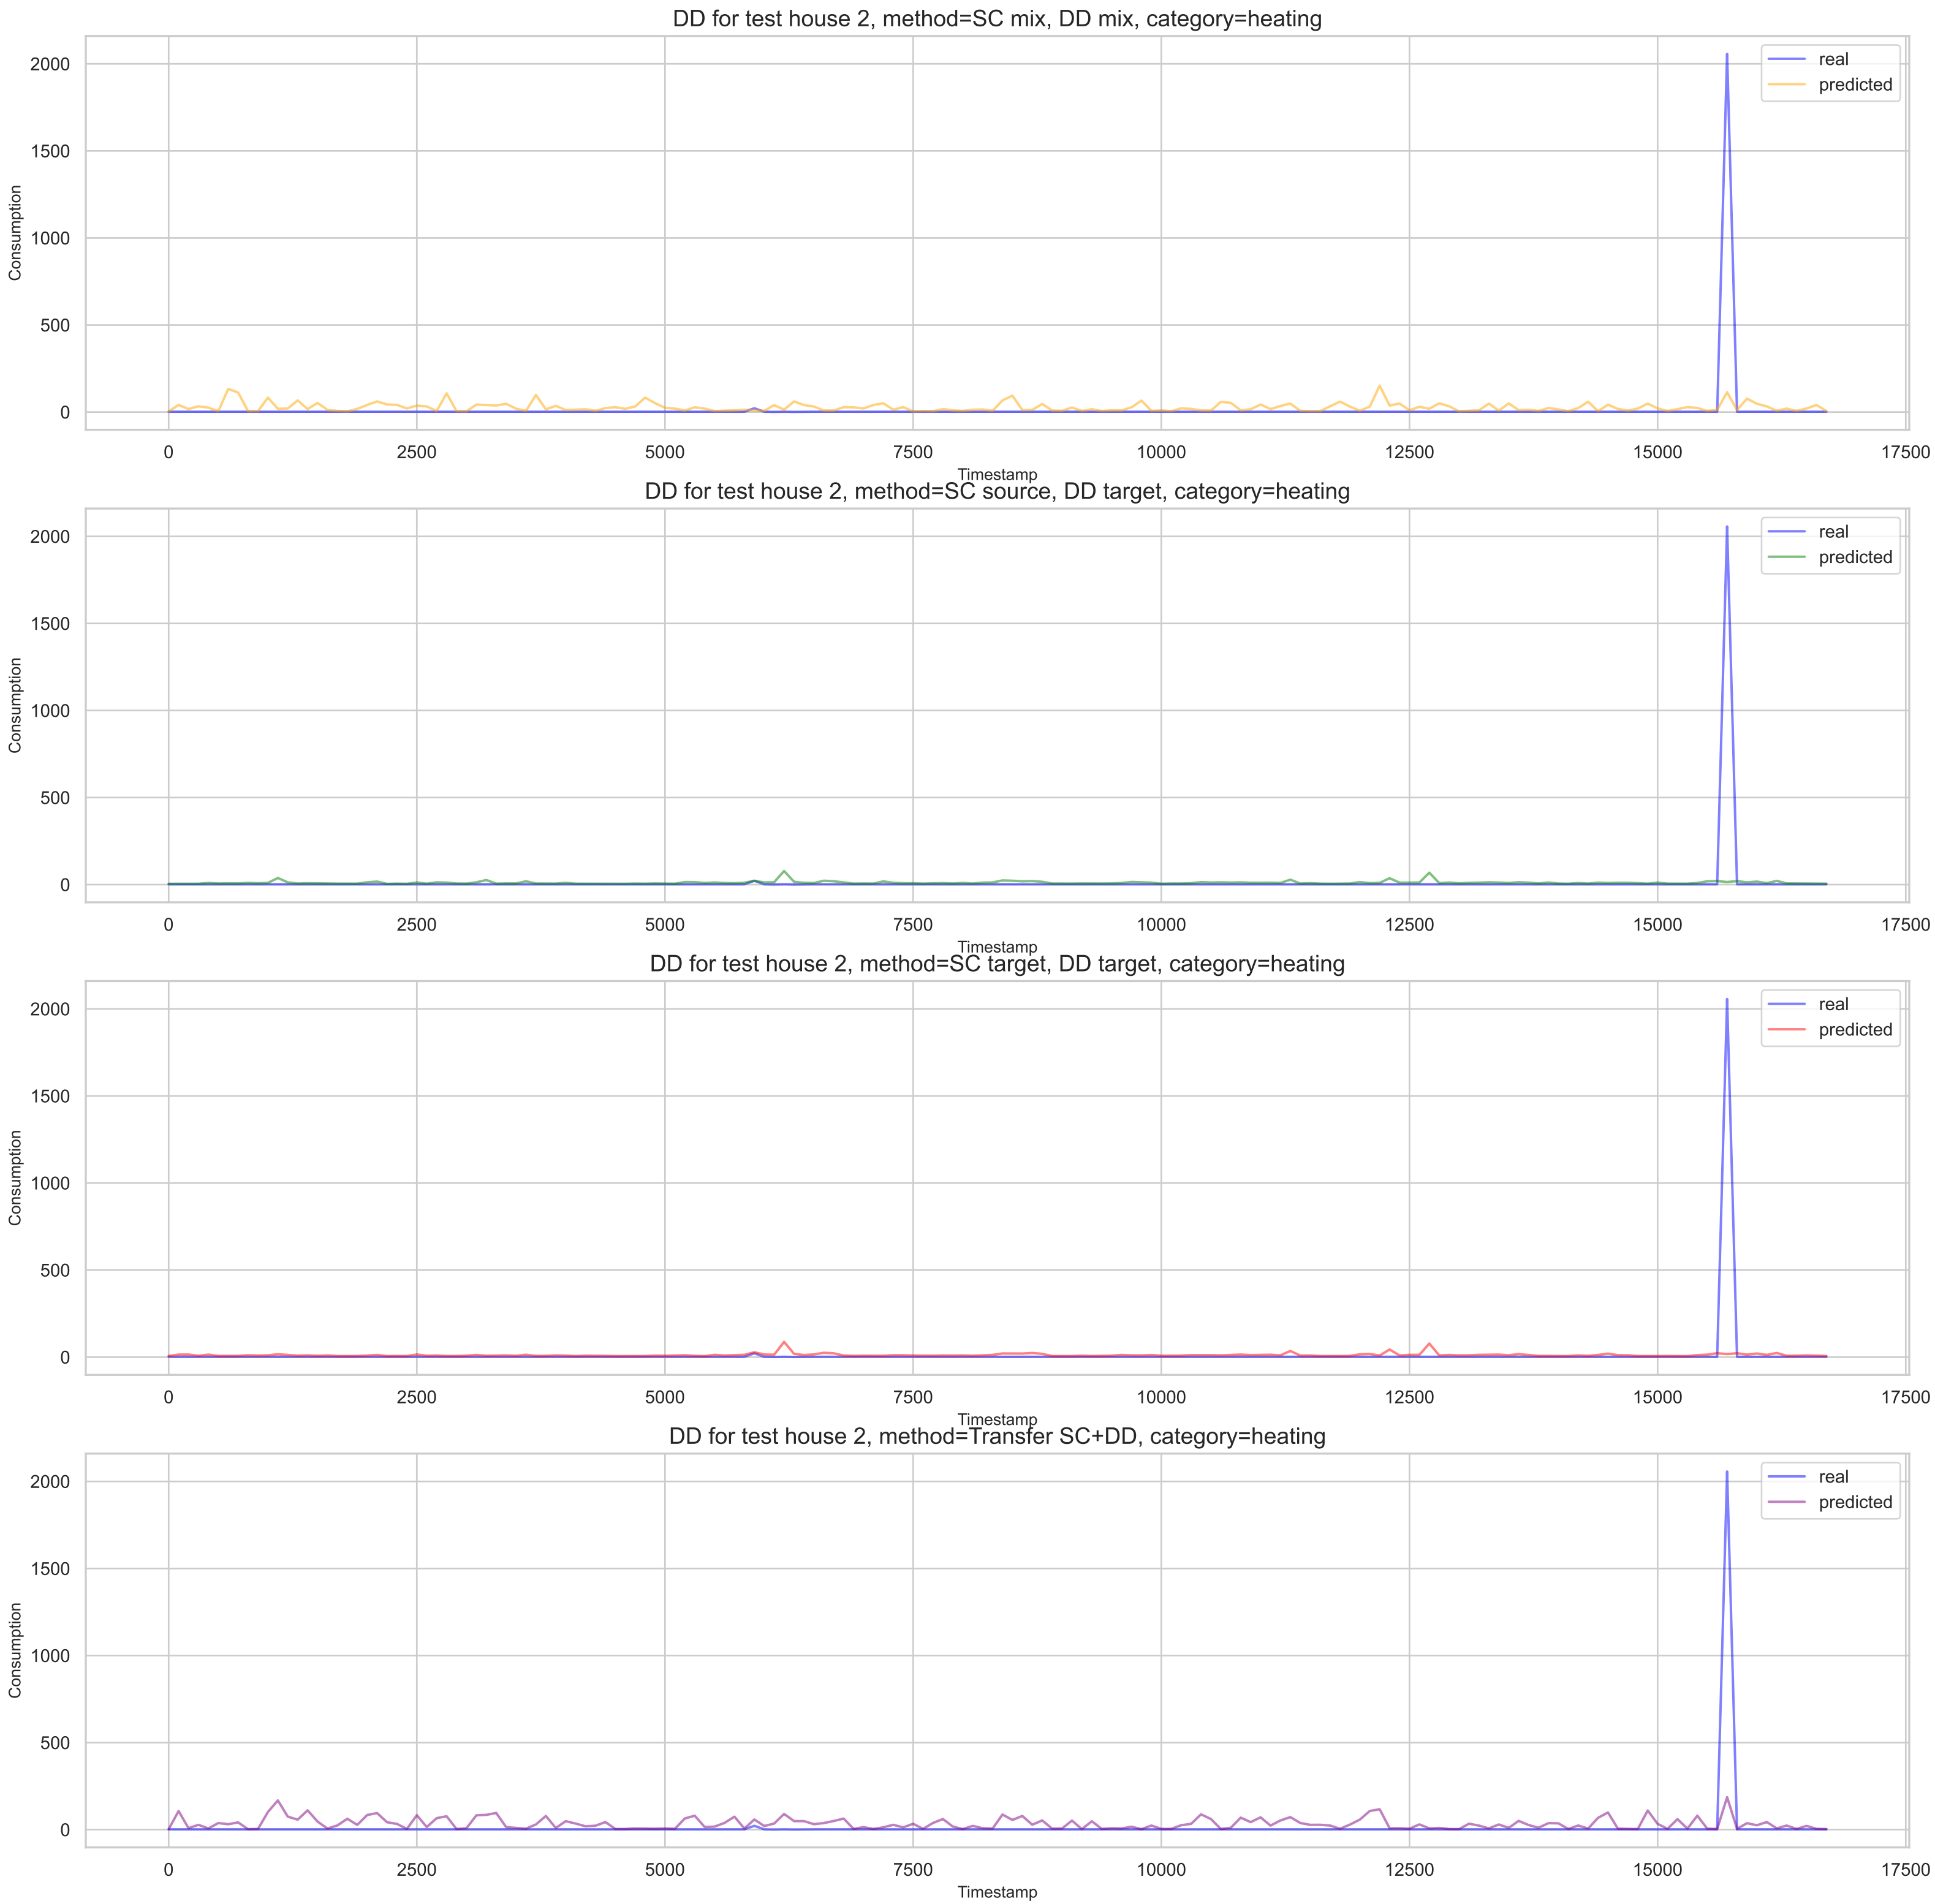 DD for test house 2, method=SC mix, DD mix, category=heating
real
predicted
2000
1500
1000
500
0
Consumption
0 2500 5000 7500 10000 12500 15000 17500
Timestamp
DD for test house 2, method=SC source, DD target, category=heating
real
predicted
2000
1500
1000
500
0
Consumption
0 2500 5000 7500 10000 12500 15000 17500
Timestamp
DD for test house 2, method=SC target, DD target, category=heating
real
predicted
2000
1500
1000
500
0
Consumption
0 2500 5000 7500 10000 12500 15000 17500
Timestamp
DD for test house 2, method=Transfer SC+DD, category=heating
real
predicted
2000
1500
1000
500
0
Consumption
0 2500 5000 7500 10000 12500 15000 17500
Timestamp